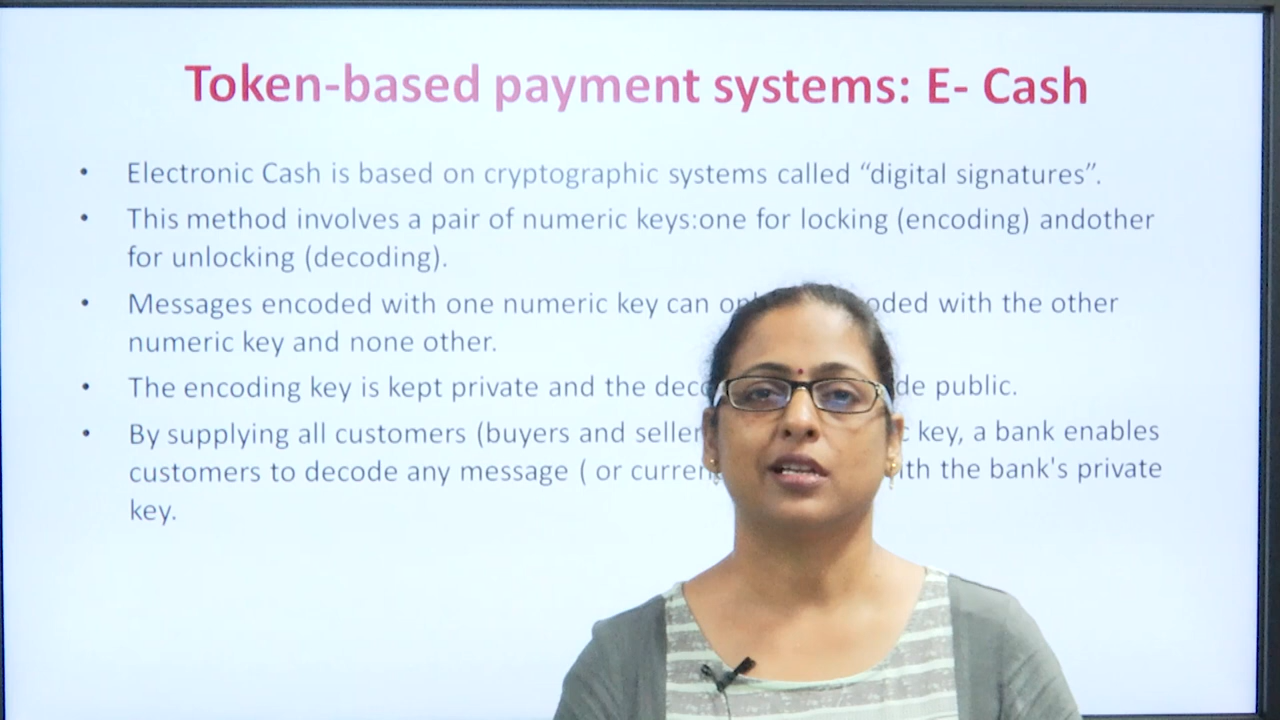 Token-based payment systems: E- Cash
• Electronic Cash is based on cryptographic systems called “digital signatures”.
• This method involves a pair of numeric keys:one for locking (encoding) andother
for unlocking (decoding).
• Messages encoded with one numeric key can with the other
numeric key and none other.
• The encoding key is kept private and the public.
• By supplying all customers (buyers and key, a bank enables
customers to decode any message ( or the bank's private
key.